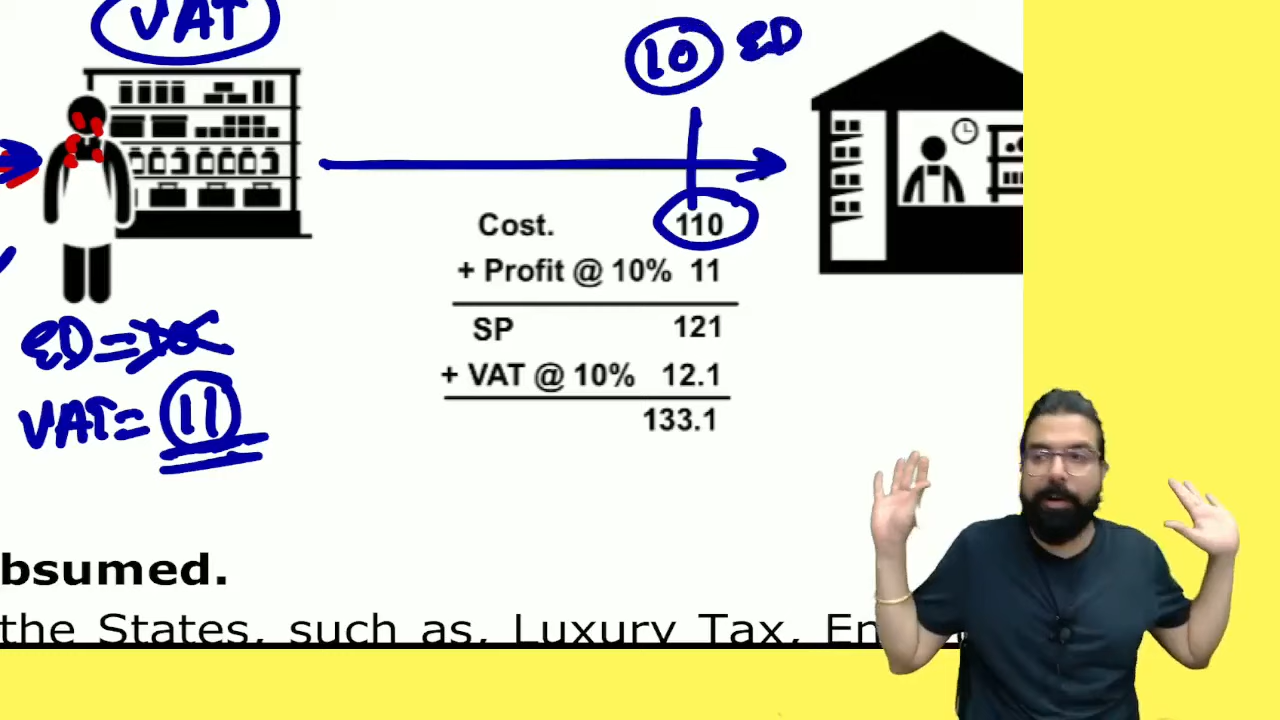 VAT
10 ED
Cost. 110
+ Profit @ 10% 11
SP 121
+ VAT @ 10% 12.1
133.1
ED = 10
VAT = 11
bsumed.
the States, such as, Luxury Tax, En